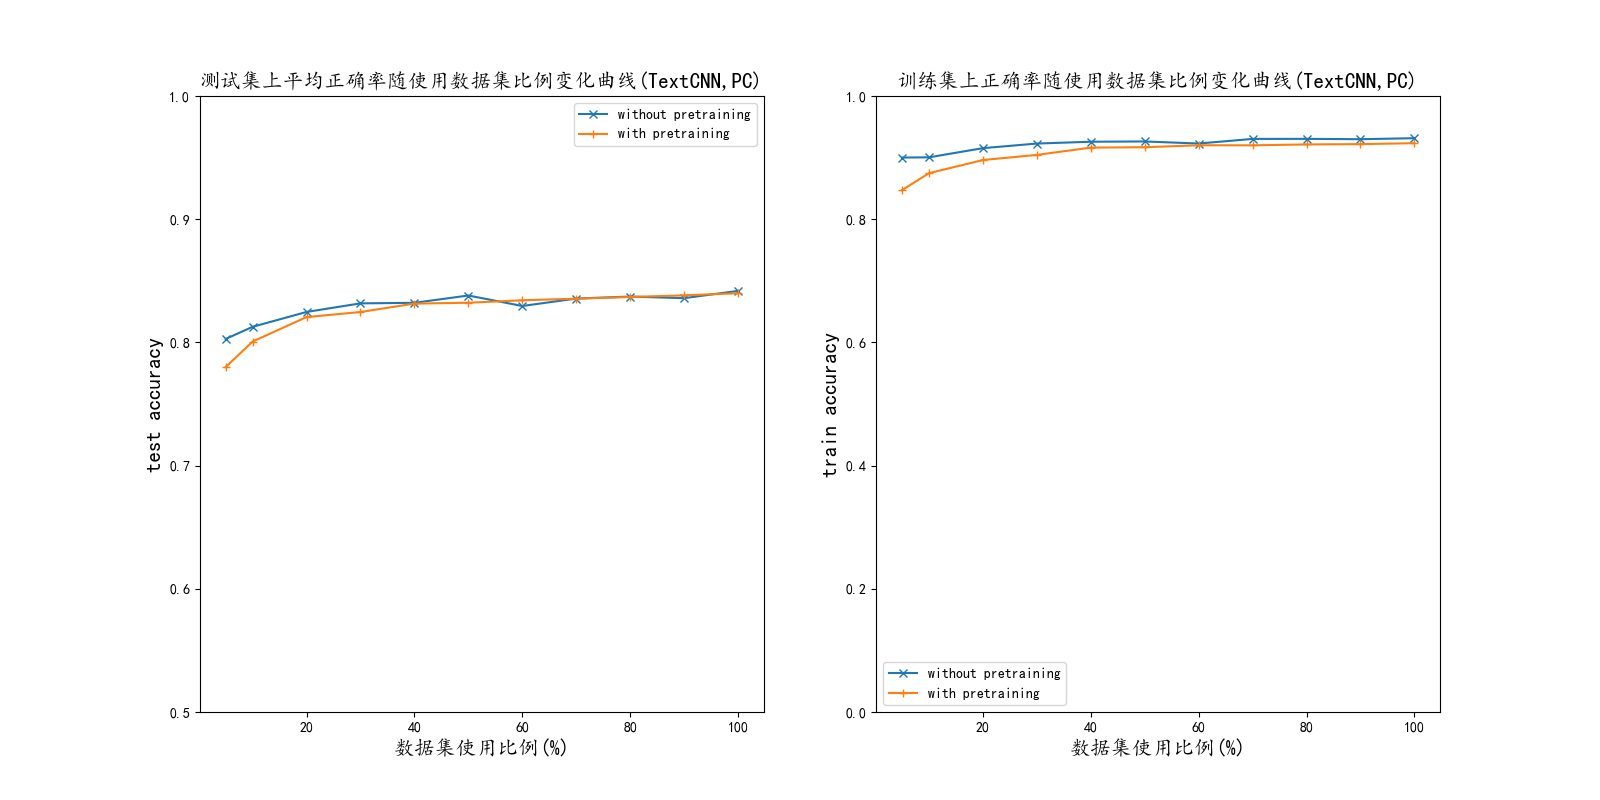 测试集上平均正确率随使用数据集比例变化曲线(TextCNN,PC)
1.0
0.9
0.8
0.7
0.6
0.5
test accuracy
without pretraining
with pretraining
20 40 60 80 100
数据集使用比例(%)
训练集上正确率随使用数据集比例变化曲线(TextCNN,PC)
1.0
0.8
0.6
0.4
0.2
0.0
train accuracy
without pretraining
with pretraining
20 40 60 80 100
数据集使用比例(%)